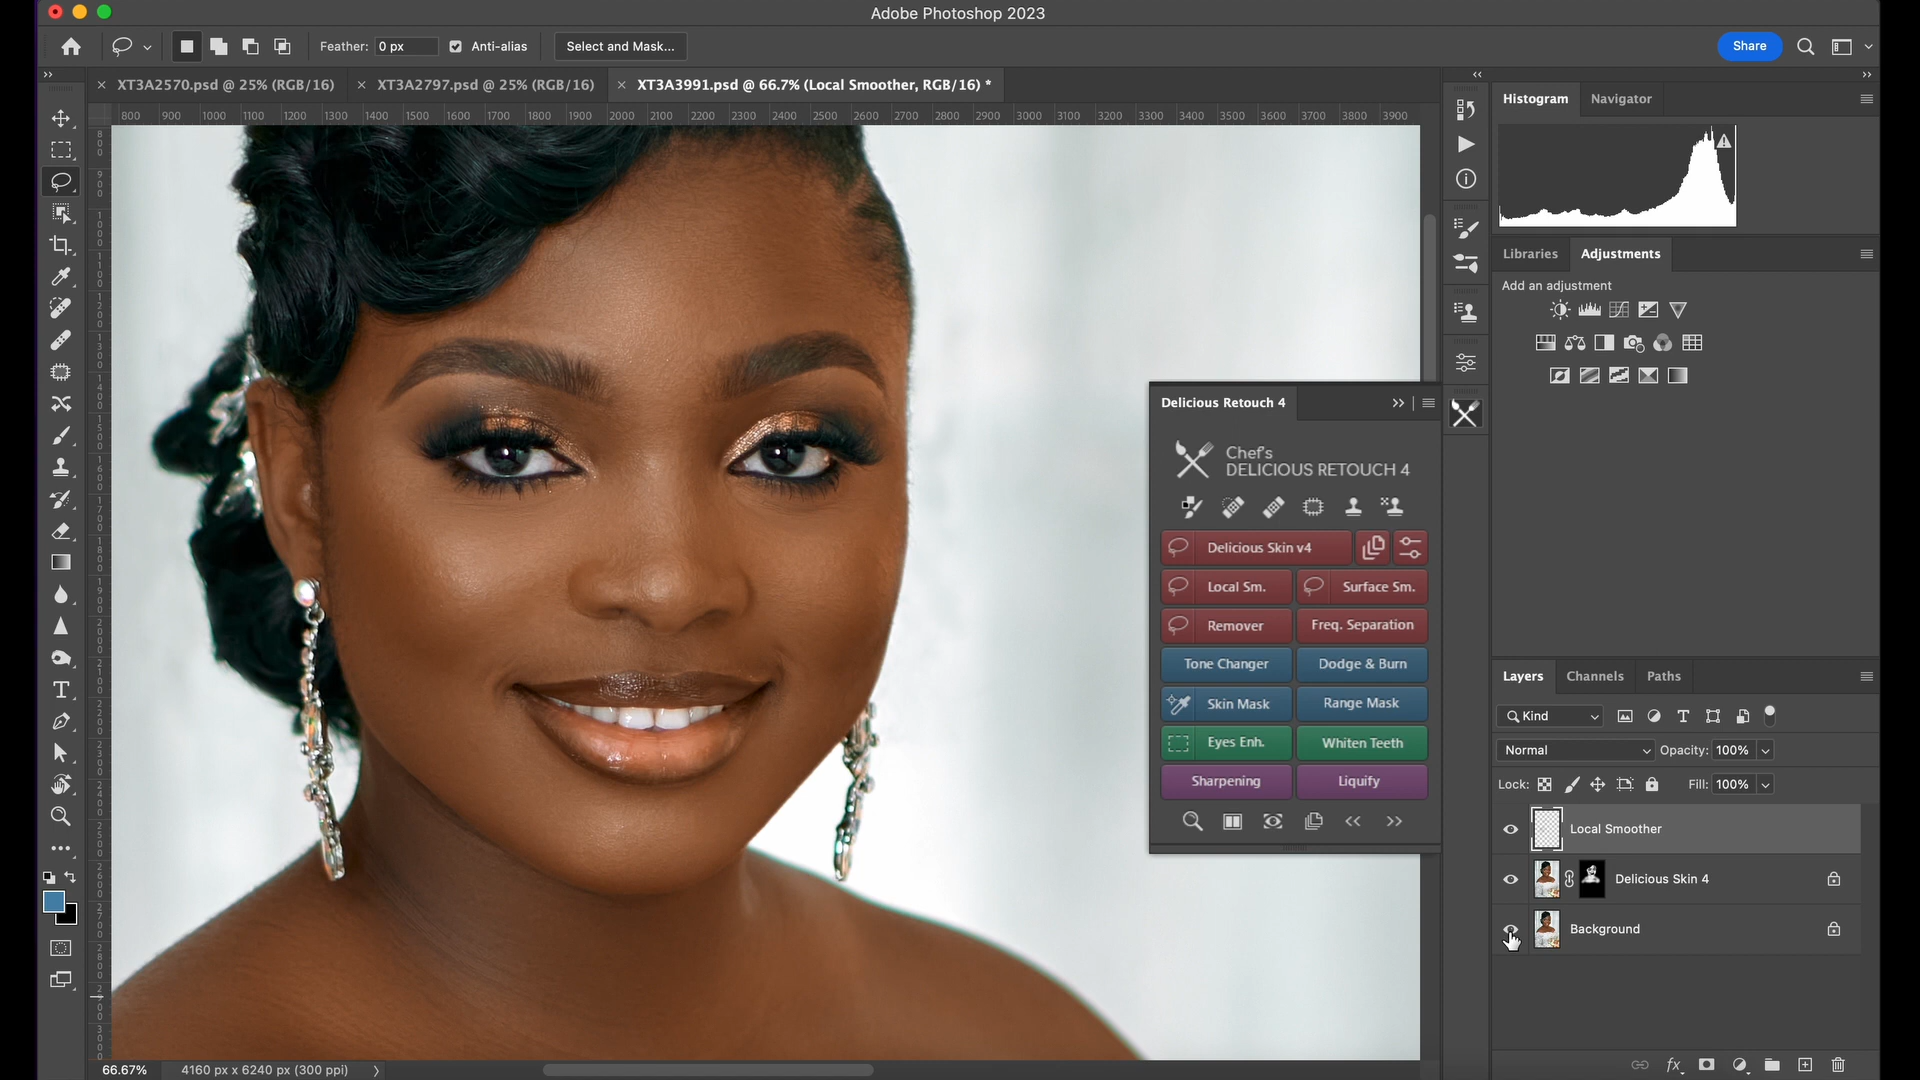 Adobe Photoshop 2023
Feather: 0 px Anti-alias Select and Mask... Share
XT3A2570.psd @ 25% (RGB/16) XT3A2797.psd @ 25% (RGB/16) XT3A3991.psd @ 66.7% (Local Smoother, RGB/16) *
800 900 1000 1100 1200 1300 1400 1500 1600 1700 1800 1900 2000 2100 2200 2300 2400 2500 2600 2700 2800 2900 3000 3100 3200 3300 3400 3500 3600 3700 3800 3900
Histogram Navigator
Libraries Adjustments
Add an adjustment
Delicious Retouch 4
Chef's
DELICIOUS RETOUCH 4
Delicious Skin v4
Local Sm. Surface Sm.
Remover Freq. Separation
Tone Changer Dodge & Burn
Skin Mask Range Mask
Eyes Enh. Whiten Teeth
Sharpening Liquify
Layers Channels Paths
Kind
Normal Opacity: 100%
Lock: Fill: 100%
Local Smoother
Delicious Skin 4
Background
66.67% 4160 px x 6240 px (300 ppi)